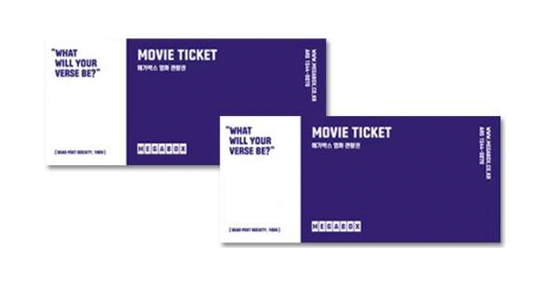 “WHAT
WILL YOUR
VERSE BE?”
[ DEAD POET SOCIETY, 1989 ]
MOVIE TICKET
메가박스 영화 관람권
MEGABOX
WWW.MEGABOX.CO.KR
ARS 1544-0070
“WHAT
WILL YOUR
VERSE BE?”
[ DEAD POET SOCIETY, 1989 ]
MOVIE TICKET
메가박스 영화 관람권
MEGABOX
WWW.MEGABOX.CO.KR
ARS 1544-0070